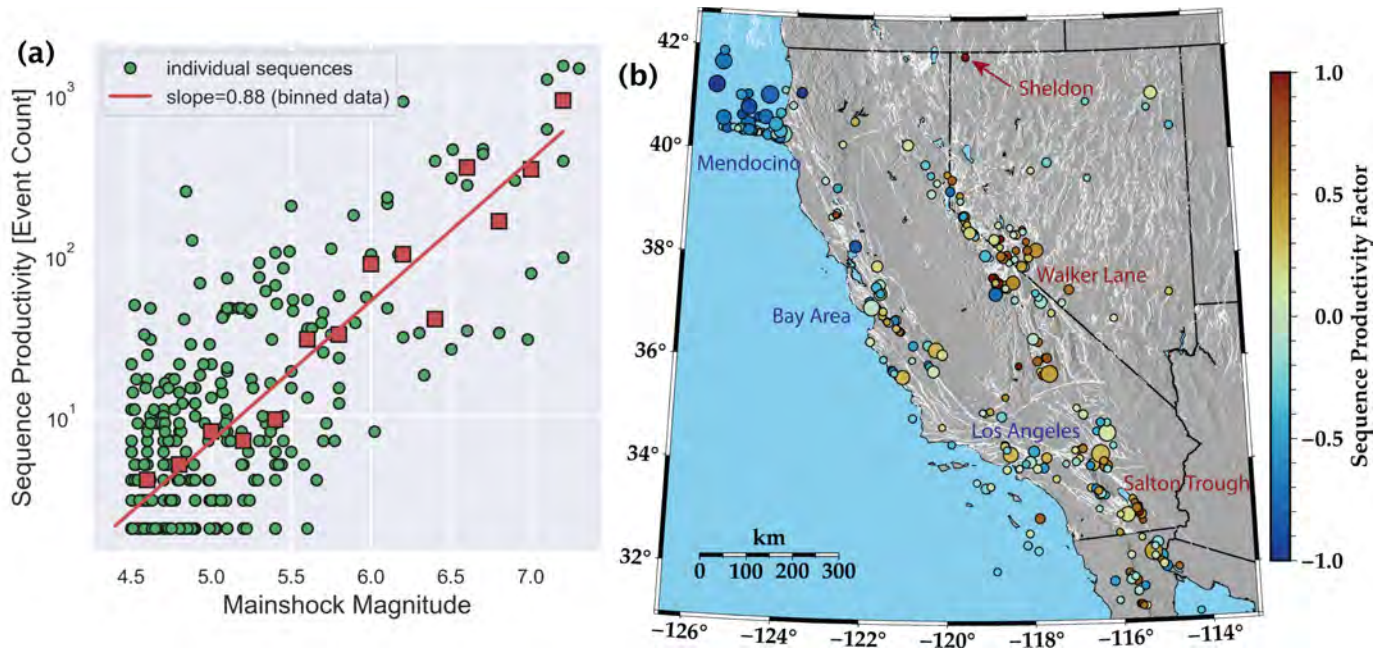 (a)
individual sequences
slope=0.88 (binned data)
Sequence Productivity [Event Count]
10³
10²
10¹
4.5 5.0 5.5 6.0 6.5 7.0
Mainshock Magnitude
(b)
42°
40°
38°
36°
34°
32°
Sheldon
Mendocino
Walker Lane
Bay Area
Los Angeles
Salton Trough
km
0 50 100 200 300
−126° −124° −122° −120° −118° −116° −114°
1.0
0.5
0.0
−0.5
−1.0
Sequence Productivity Factor